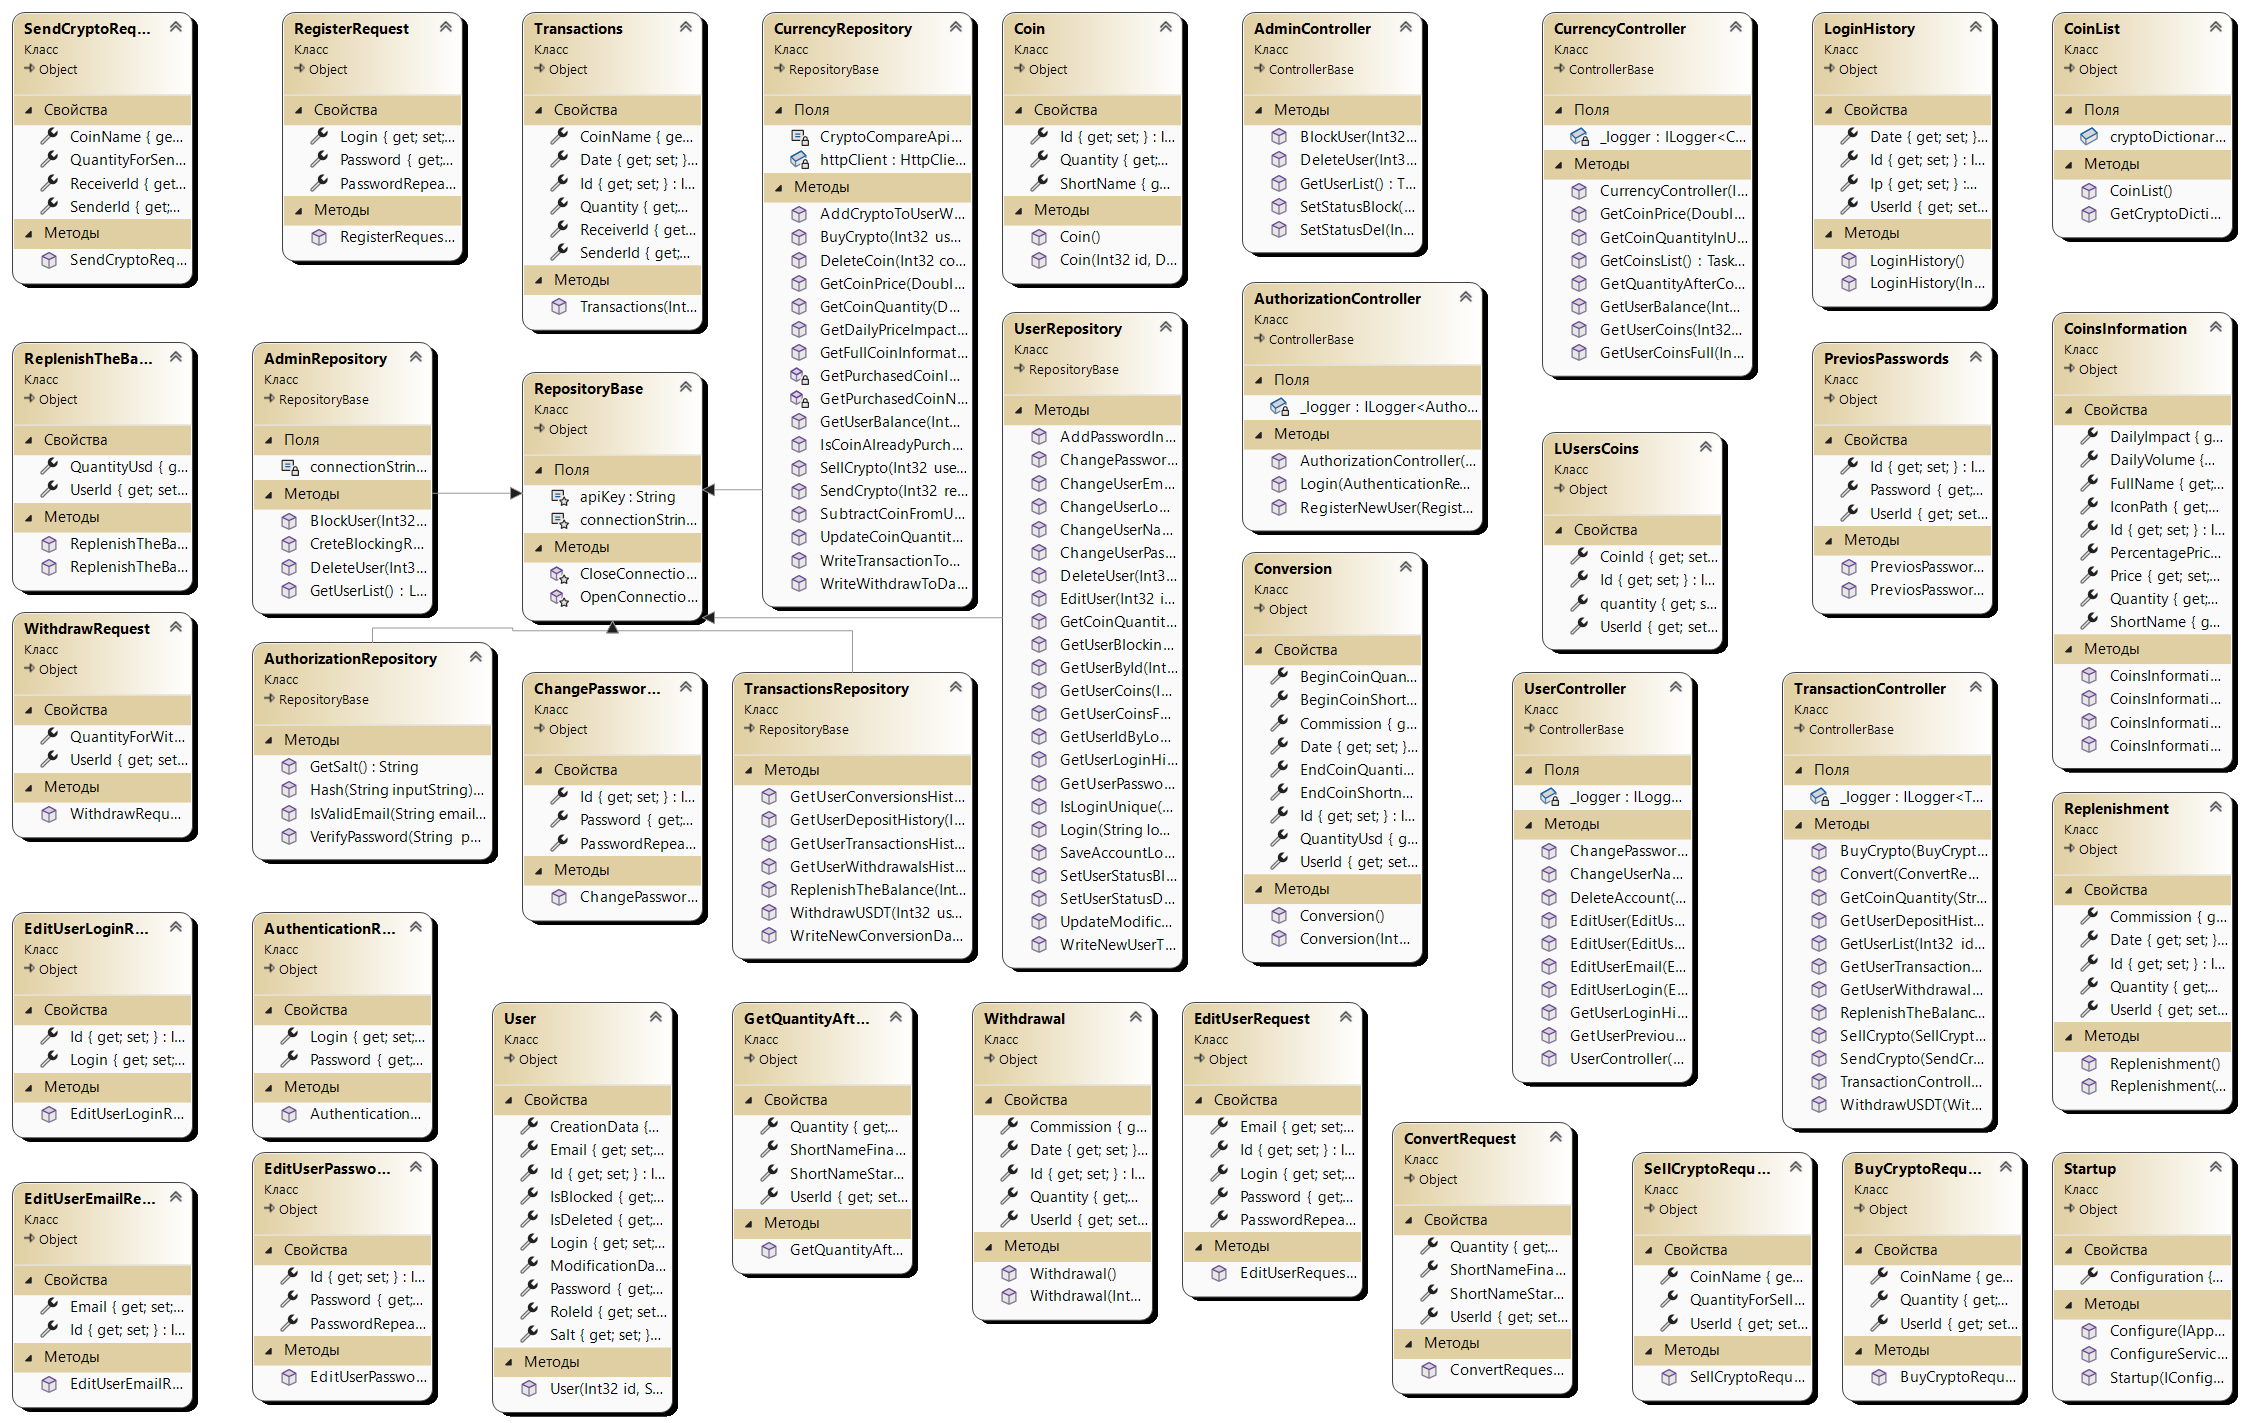 SendCryptoReq...
Класс
Object
Свойства
CoinName { ge...
QuantityForSen...
ReceiverId { get...
SenderId { get;...
Методы
SendCryptoReq...
RegisterRequest
Класс
Object
Свойства
Login { get; set;...
Password { get;...
PasswordRepea...
Методы
RegisterReques...
Transactions
Класс
Object
Свойства
CoinName { ge...
Date { get; set; }...
Id { get; set; } : I...
Quantity { get;...
ReceiverId { get...
SenderId { get;...
Методы
Transactions(Int...
CurrencyRepository
Класс
RepositoryBase
Поля
CryptoCompareApi...
httpClient : HttpClie...
Методы
AddCryptoToUserW...
BuyCrypto(Int32 us...
DeleteCoin(Int32 co...
GetCoinPrice(Doubl...
GetCoinQuantity(D...
GetDailyPriceImpact...
GetFullCoinInformat...
GetPurchasedCoinI...
GetPurchasedCoinN...
GetUserBalance(Int...
IsCoinAlreadyPurch...
SellCrypto(Int32 use...
SendCrypto(Int32 re...
SubtractCoinFromU...
UpdateCoinQuantit...
WriteTransactionTo...
WriteWithdrawToDa...
Coin
Класс
Object
Свойства
Id { get; set; } : I...
Quantity { get;...
ShortName { g...
Методы
Coin()
Coin(Int32 id, D...
AdminController
Класс
ControllerBase
Методы
BlockUser(Int32...
DeleteUser(Int3...
GetUserList() : T...
SetStatusBlock(...
SetStatusDel(In...
CurrencyController
Класс
ControllerBase
Поля
_logger : ILogger<C...
Методы
CurrencyController(I...
GetCoinPrice(Doubl...
GetCoinQuantityInU...
GetCoinsList() : Task...
GetQuantityAfterCo...
GetUserBalance(Int...
GetUserCoins(Int32...
GetUserCoinsFull(In...
LoginHistory
Класс
Object
Свойства
Date { get; set; }...
Id { get; set; } : I...
Ip { get; set; } :...
UserId { get; set...
Методы
LoginHistory()
LoginHistory(In...
CoinList
Класс
Object
Поля
cryptoDictionar...
Методы
CoinList()
GetCryptoDicti...
ReplenishTheBa...
Класс
Object
Свойства
QuantityUsd { g...
UserId { get; set...
Методы
ReplenishTheBa...
ReplenishTheBa...
AdminRepository
Класс
RepositoryBase
Поля
connectionStrin...
Методы
BlockUser(Int32...
CreteBlockingR...
DeleteUser(Int3...
GetUserList() : L...
RepositoryBase
Класс
Object
Поля
apiKey : String
connectionStrin...
Методы
CloseConnectio...
OpenConnectio...
UserRepository
Класс
RepositoryBase
Методы
AddPasswordIn...
ChangePasswor...
ChangeUserEm...
ChangeUserLo...
ChangeUserNa...
ChangeUserPas...
DeleteUser(Int3...
EditUser(Int32 i...
GetCoinQuantit...
GetUserBlockin...
GetUserById(Int...
GetUserCoins(I...
GetUserCoinsF...
GetUserIdByLo...
GetUserLoginHi...
GetUserPasswo...
IsLoginUnique(...
Login(String lo...
SaveAccountLo...
SetUserStatusBl...
SetUserStatusD...
UpdateModific...
WriteNewUserT...
AuthorizationController
Класс
ControllerBase
Поля
_logger : ILogger<Autho...
Методы
AuthorizationController(...
Login(AuthenticationRe...
RegisterNewUser(Regist...
PreviosPasswords
Класс
Object
Свойства
Id { get; set; } : I...
Password { get;...
UserId { get; set...
Методы
PreviosPasswor...
PreviosPasswor...
CoinsInformation
Класс
Object
Свойства
DailyImpact { g...
DailyVolume {...
FullName { get;...
IconPath { get;...
Id { get; set; } : I...
PercentagePric...
Price { get; set;...
Quantity { get;...
ShortName { g...
Методы
CoinsInformati...
CoinsInformati...
CoinsInformati...
CoinsInformati...
LUsersCoins
Класс
Object
Свойства
CoinId { get; set...
Id { get; set; } : I...
quantity { get; s...
UserId { get; set...
Conversion
Класс
Object
Свойства
BeginCoinQuan...
BeginCoinShort...
Commission { g...
Date { get; set; }...
EndCoinQuanti...
EndCoinShortn...
Id { get; set; } : I...
QuantityUsd { g...
UserId { get; set...
Методы
Conversion()
Conversion(Int...
WithdrawRequest
Класс
Object
Свойства
QuantityForWit...
UserId { get; set...
Методы
WithdrawRequ...
AuthorizationRepository
Класс
RepositoryBase
Методы
GetSalt() : String
Hash(String inputString)...
IsValidEmail(String email...
VerifyPassword(String p...
ChangePasswor...
Класс
Object
Свойства
Id { get; set; } : I...
Password { get;...
PasswordRepea...
Методы
ChangePasswor...
TransactionsRepository
Класс
RepositoryBase
Методы
GetUserConversionsHist...
GetUserDepositHistory(I...
GetUserTransactionsHist...
GetUserWithdrawalsHist...
ReplenishTheBalance(Int...
WithdrawUSDT(Int32 us...
WriteNewConversionDa...
UserController
Класс
ControllerBase
Поля
_logger : ILogg...
Методы
ChangePasswor...
ChangeUserNa...
DeleteAccount(...
EditUser(EditUs...
EditUser(EditUs...
EditUserEmail(E...
EditUserLogin(E...
GetUserLoginHi...
GetUserPreviou...
UserController(...
TransactionController
Класс
ControllerBase
Поля
_logger : ILogger<T...
Методы
BuyCrypto(BuyCrypt...
Convert(ConvertRe...
GetCoinQuantity(Str...
GetUserDepositHist...
GetUserList(Int32 id...
GetUserTransaction...
GetUserWithdrawal...
ReplenishTheBalanc...
SellCrypto(SellCrypt...
SendCrypto(SendCr...
TransactionControll...
WithdrawUSDT(Wit...
Replenishment
Класс
Object
Свойства
Commission { g...
Date { get; set; }...
Id { get; set; } : I...
Quantity { get;...
UserId { get; set...
Методы
Replenishment()
Replenishment(...
EditUserLoginR...
Класс
Object
Свойства
Id { get; set; } : I...
Login { get; set;...
Методы
EditUserLoginR...
AuthenticationR...
Класс
Object
Свойства
Login { get; set;...
Password { get;...
Методы
Authentication...
User
Класс
Object
Свойства
CreationData {...
Email { get; set;...
Id { get; set; } : I...
IsBlocked { get;...
IsDeleted { get;...
Login { get; set;...
ModificationDa...
Password { get;...
RoleId { get; set...
Salt { get; set; }...
Методы
User(Int32 id, S...
GetQuantityAft...
Класс
Object
Свойства
Quantity { get;...
ShortNameFina...
ShortNameStar...
UserId { get; set...
Методы
GetQuantityAft...
Withdrawal
Класс
Object
Свойства
Commission { g...
Date { get; set; }...
Id { get; set; } : I...
Quantity { get;...
UserId { get; set...
Методы
Withdrawal()
Withdrawal(Int...
EditUserRequest
Класс
Object
Свойства
Email { get; set;...
Id { get; set; } : I...
Login { get; set;...
Password { get;...
PasswordRepea...
Методы
EditUserReques...
ConvertRequest
Класс
Object
Свойства
Quantity { get;...
ShortNameFina...
ShortNameStar...
UserId { get; set...
Методы
ConvertReques...
EditUserEmailRe...
Класс
Object
Свойства
Email { get; set;...
Id { get; set; } : I...
Методы
EditUserEmailR...
EditUserPasswo...
Класс
Object
Свойства
Id { get; set; } : I...
Password { get;...
PasswordRepea...
Методы
EditUserPasswo...
SellCryptoRequ...
Класс
Object
Свойства
CoinName { ge...
QuantityForSell...
UserId { get; set...
Методы
SellCryptoRequ...
BuyCryptoRequ...
Класс
Object
Свойства
CoinName { ge...
Quantity { get;...
UserId { get; set...
Методы
BuyCryptoRequ...
Startup
Класс
Object
Свойства
Configuration {...
Методы
Configure(IApp...
ConfigureServic...
Startup(IConfig...